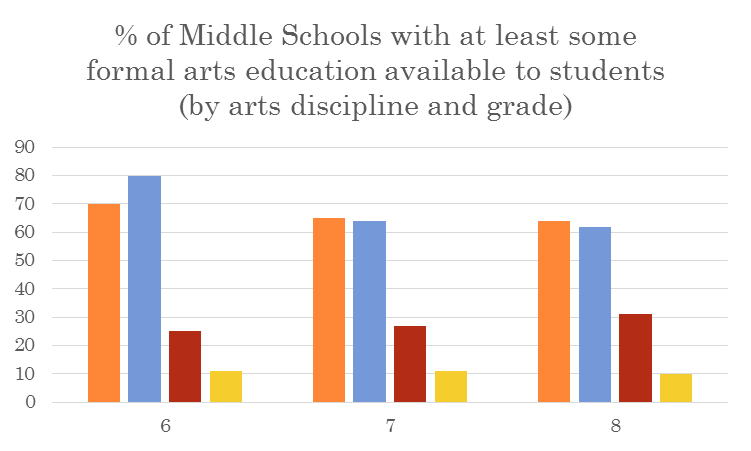 % of Middle Schools with at least some
formal arts education available to students
(by arts discipline and grade)
90
80
70
60
50
40
30
20
10
0
6 7 8